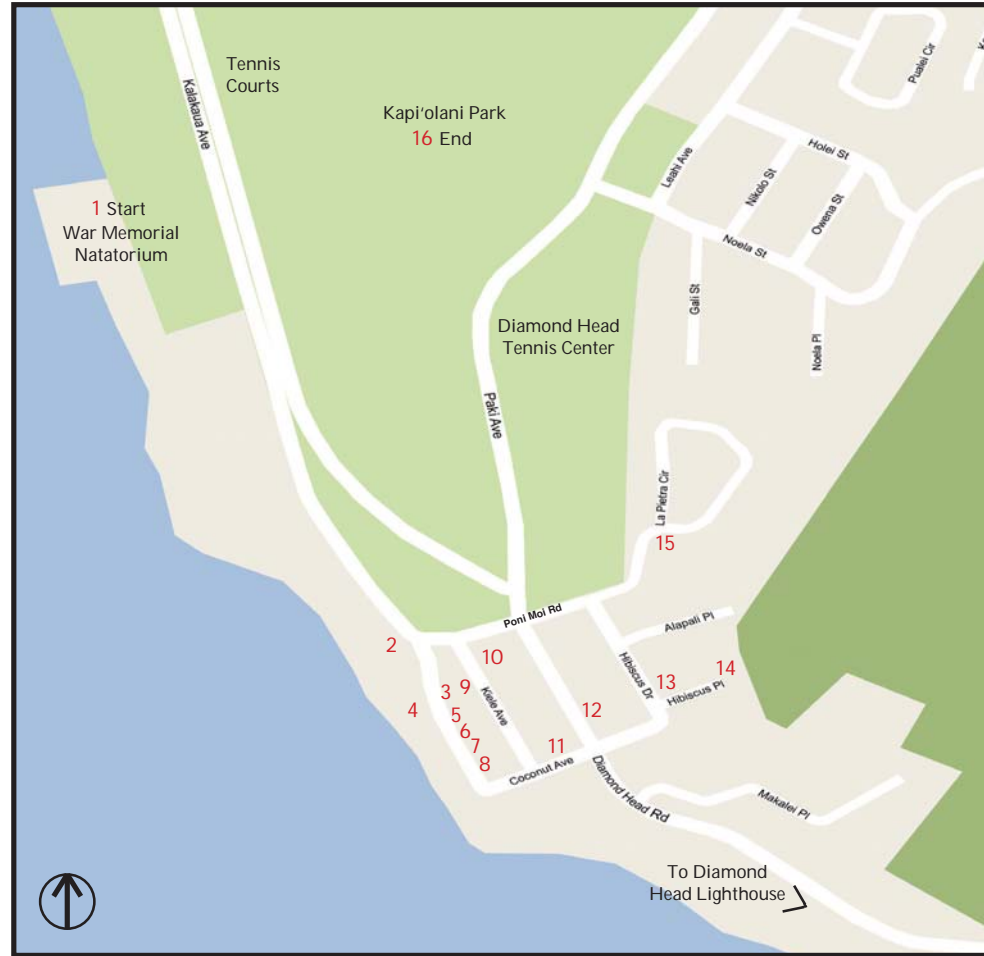 Tennis
Courts
Kalakaua Ave
Kapi‘olani Park
16 End
Pualei Cir
Leahi Ave
Holei St
Nikolo St
Owena St
1 Start
War Memorial
Natatorium
Noela St
Gali St
Noela Pl
Diamond Head
Tennis Center
Paki Ave
La Pietra Cir
15
Poni Moi Rd
Alapali Pl
2
10
Hibiscus Dr
14
13
Hibiscus Pl
9
3
Kiele Ave
4
5
12
6
7
11
8
Coconut Ave
Diamond Head Rd
Makalei Pl
To Diamond
Head Lighthouse